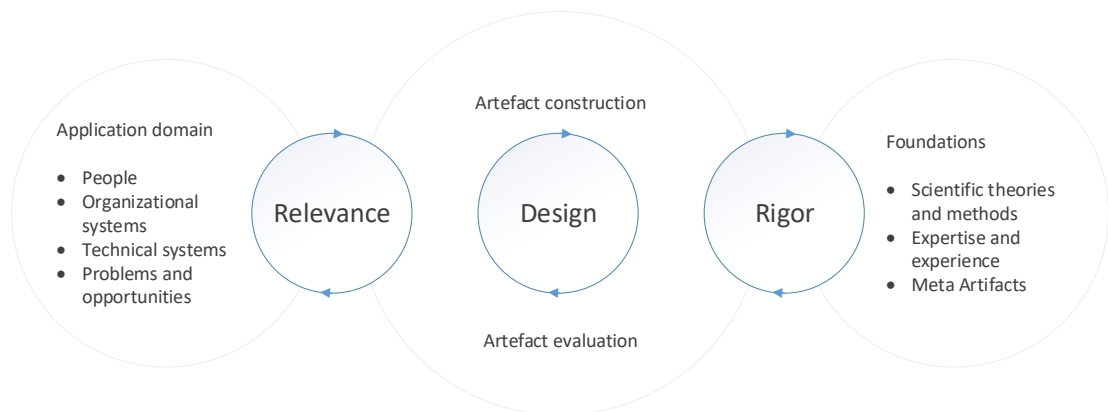 Application domain
• People
• Organizational
systems
• Technical systems
• Problems and
opportunities
Relevance
Artefact construction
Design
Artefact evaluation
Rigor
Foundations
• Scientific theories
and methods
• Expertise and
experience
• Meta Artifacts